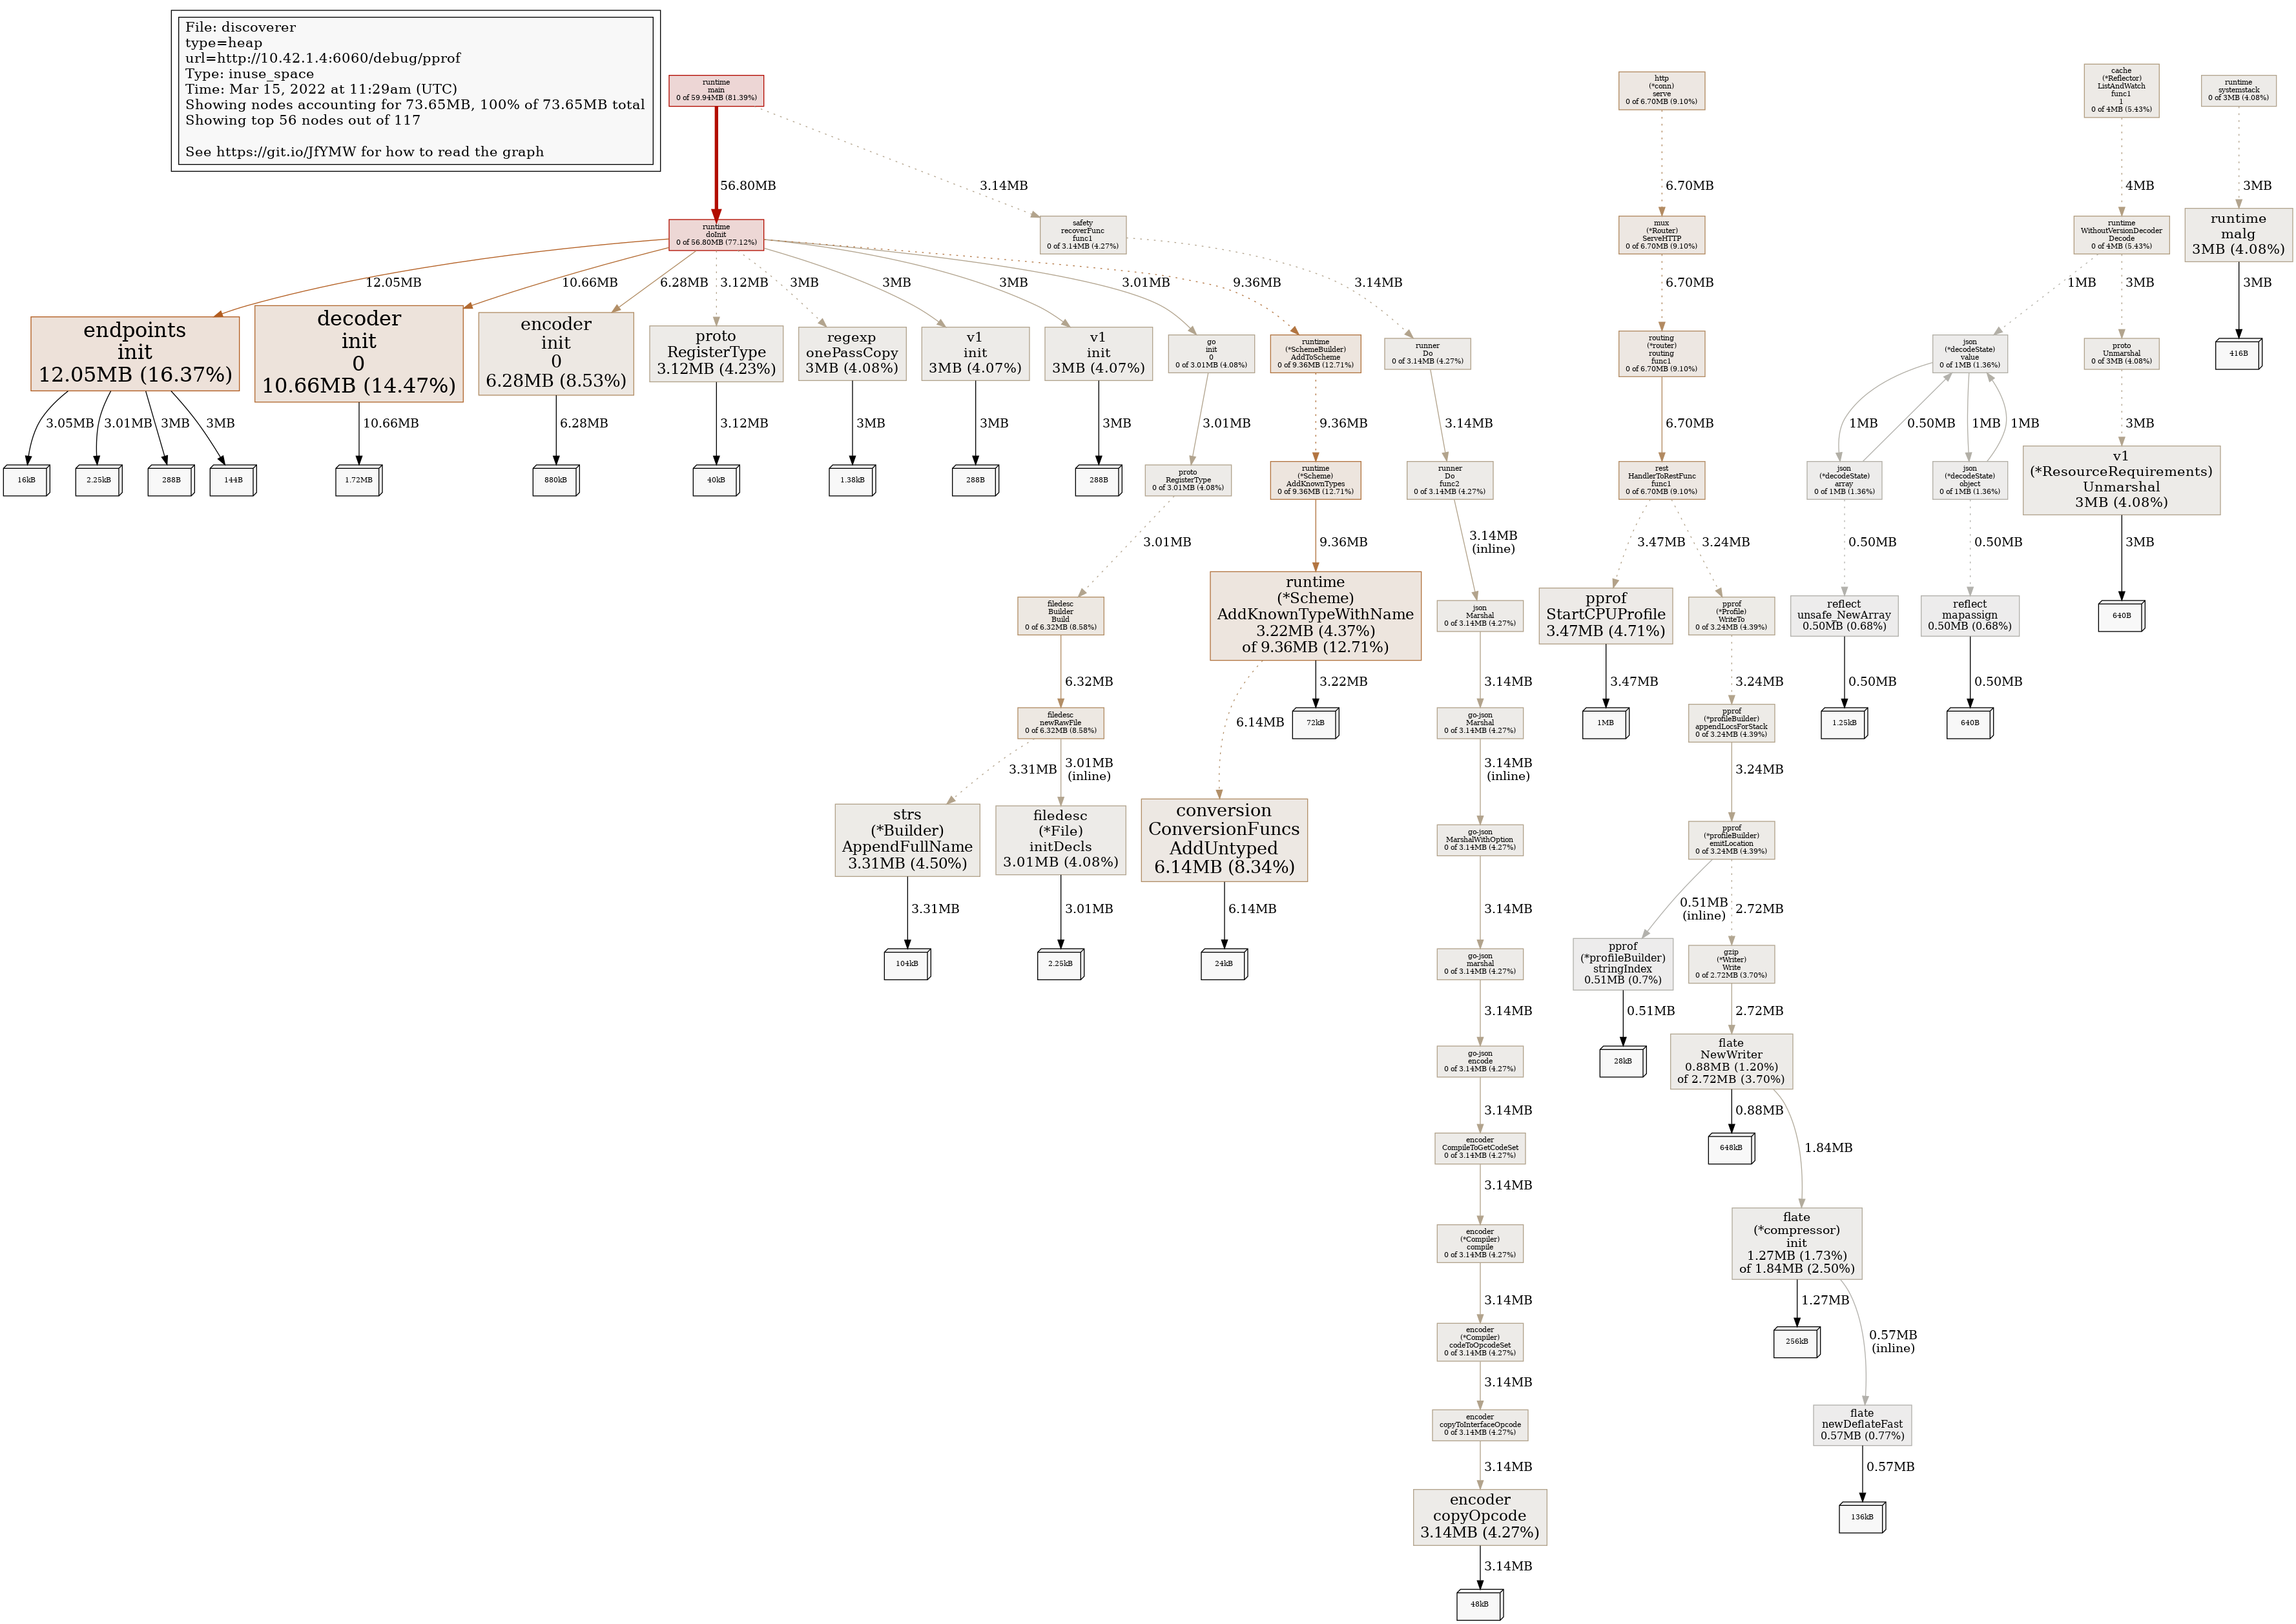 File: discoverer
type=heap
url=http://10.42.1.4:6060/debug/pprof
Type: inuse_space
Time: Mar 15, 2022 at 11:29am (UTC)
Showing nodes accounting for 73.65MB, 100% of 73.65MB total
Showing top 56 nodes out of 117
See https://git.io/JfYMW for how to read the graph
runtime
main
0 of 59.94MB (81.39%)
http
(*conn)
serve
0 of 6.70MB (9.10%)
cache
(*Reflector)
ListAndWatch
func1
1
0 of 4MB (5.43%)
runtime
systemstack
0 of 3MB (4.08%)
56.80MB
3.14MB
6.70MB
4MB
3MB
runtime
doInit
0 of 56.80MB (77.12%)
safety
recoverFunc
func1
0 of 3.14MB (4.27%)
mux
(*Router)
ServeHTTP
0 of 6.70MB (9.10%)
runtime
WithoutVersionDecoder
Decode
0 of 4MB (5.43%)
runtime
malg
3MB (4.08%)
12.05MB
10.66MB
6.28MB
3.12MB
3MB
3MB
3MB
3.01MB
9.36MB
3.14MB
6.70MB
1MB
3MB
3MB
endpoints
init
12.05MB (16.37%)
decoder
init
0
10.66MB (14.47%)
encoder
init
0
6.28MB (8.53%)
proto
RegisterType
3.12MB (4.23%)
regexp
onePassCopy
3MB (4.08%)
v1
init
3MB (4.07%)
v1
init
3MB (4.07%)
go
init
0
0 of 3.01MB (4.08%)
runtime
(*SchemeBuilder)
AddToScheme
0 of 9.36MB (12.71%)
runner
Do
0 of 3.14MB (4.27%)
routing
(*router)
routing
func1
0 of 6.70MB (9.10%)
json
(*decodeState)
value
0 of 1MB (1.36%)
proto
Unmarshal
0 of 3MB (4.08%)
416B
3.05MB
3.01MB
3MB
3MB
10.66MB
6.28MB
3.12MB
3MB
3MB
3MB
3.01MB
9.36MB
3.14MB
6.70MB
1MB
0.50MB
1MB
1MB
3MB
16kB
2.25kB
288B
144B
1.72MB
880kB
40kB
1.38kB
288B
288B
proto
RegisterType
0 of 3.01MB (4.08%)
runtime
(*Scheme)
AddKnownTypes
0 of 9.36MB (12.71%)
runner
Do
func2
0 of 3.14MB (4.27%)
rest
HandlerToRestFunc
func1
0 of 6.70MB (9.10%)
json
(*decodeState)
array
0 of 1MB (1.36%)
json
(*decodeState)
object
0 of 1MB (1.36%)
v1
(*ResourceRequirements)
Unmarshal
3MB (4.08%)
3.01MB
9.36MB
3.14MB
(inline)
3.47MB
3.24MB
0.50MB
0.50MB
3MB
filedesc
Builder
Build
0 of 6.32MB (8.58%)
runtime
(*Scheme)
AddKnownTypeWithName
3.22MB (4.37%)
of 9.36MB (12.71%)
json
Marshal
0 of 3.14MB (4.27%)
pprof
StartCPUProfile
3.47MB (4.71%)
pprof
(*Profile)
WriteTo
0 of 3.24MB (4.39%)
reflect
unsafe_NewArray
0.50MB (0.68%)
reflect
mapassign
0.50MB (0.68%)
640B
6.32MB
6.14MB
3.22MB
3.14MB
3.47MB
3.24MB
0.50MB
0.50MB
filedesc
newRawFile
0 of 6.32MB (8.58%)
72kB
go-json
Marshal
0 of 3.14MB (4.27%)
1MB
pprof
(*profileBuilder)
appendLocsForStack
0 of 3.24MB (4.39%)
1.25kB
640B
3.31MB
3.01MB
(inline)
3.14MB
(inline)
3.24MB
strs
(*Builder)
AppendFullName
3.31MB (4.50%)
filedesc
(*File)
initDecls
3.01MB (4.08%)
conversion
ConversionFuncs
AddUntyped
6.14MB (8.34%)
go-json
MarshalWithOption
0 of 3.14MB (4.27%)
pprof
(*profileBuilder)
emitLocation
0 of 3.24MB (4.39%)
3.31MB
3.01MB
6.14MB
3.14MB
0.51MB
(inline)
2.72MB
104kB
2.25kB
24kB
go-json
marshal
0 of 3.14MB (4.27%)
pprof
(*profileBuilder)
stringIndex
0.51MB (0.7%)
gzip
(*Writer)
Write
0 of 2.72MB (3.70%)
3.14MB
0.51MB
2.72MB
go-json
encode
0 of 3.14MB (4.27%)
28kB
flate
NewWriter
0.88MB (1.20%)
of 2.72MB (3.70%)
3.14MB
0.88MB
1.84MB
encoder
CompileToGetCodeSet
0 of 3.14MB (4.27%)
648kB
3.14MB
encoder
(*Compiler)
compile
0 of 3.14MB (4.27%)
flate
(*compressor)
init
1.27MB (1.73%)
of 1.84MB (2.50%)
3.14MB
1.27MB
0.57MB
(inline)
encoder
(*Compiler)
codeToOpcodeSet
0 of 3.14MB (4.27%)
256kB
3.14MB
encoder
copyToInterfaceOpcode
0 of 3.14MB (4.27%)
flate
newDeflateFast
0.57MB (0.77%)
3.14MB
0.57MB
encoder
copyOpcode
3.14MB (4.27%)
136kB
3.14MB
48kB